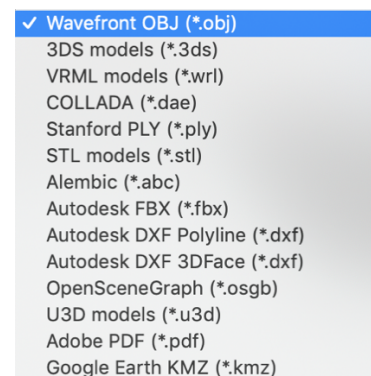 ✓ Wavefront OBJ (*.obj)
3DS models (*.3ds)
VRML models (*.wrl)
COLLADA (*.dae)
Stanford PLY (*.ply)
STL models (*.stl)
Alembic (*.abc)
Autodesk FBX (*.fbx)
Autodesk DXF Polyline (*.dxf)
Autodesk DXF 3DFace (*.dxf)
OpenSceneGraph (*.osgb)
U3D models (*.u3d)
Adobe PDF (*.pdf)
Google Earth KMZ (*.kmz)